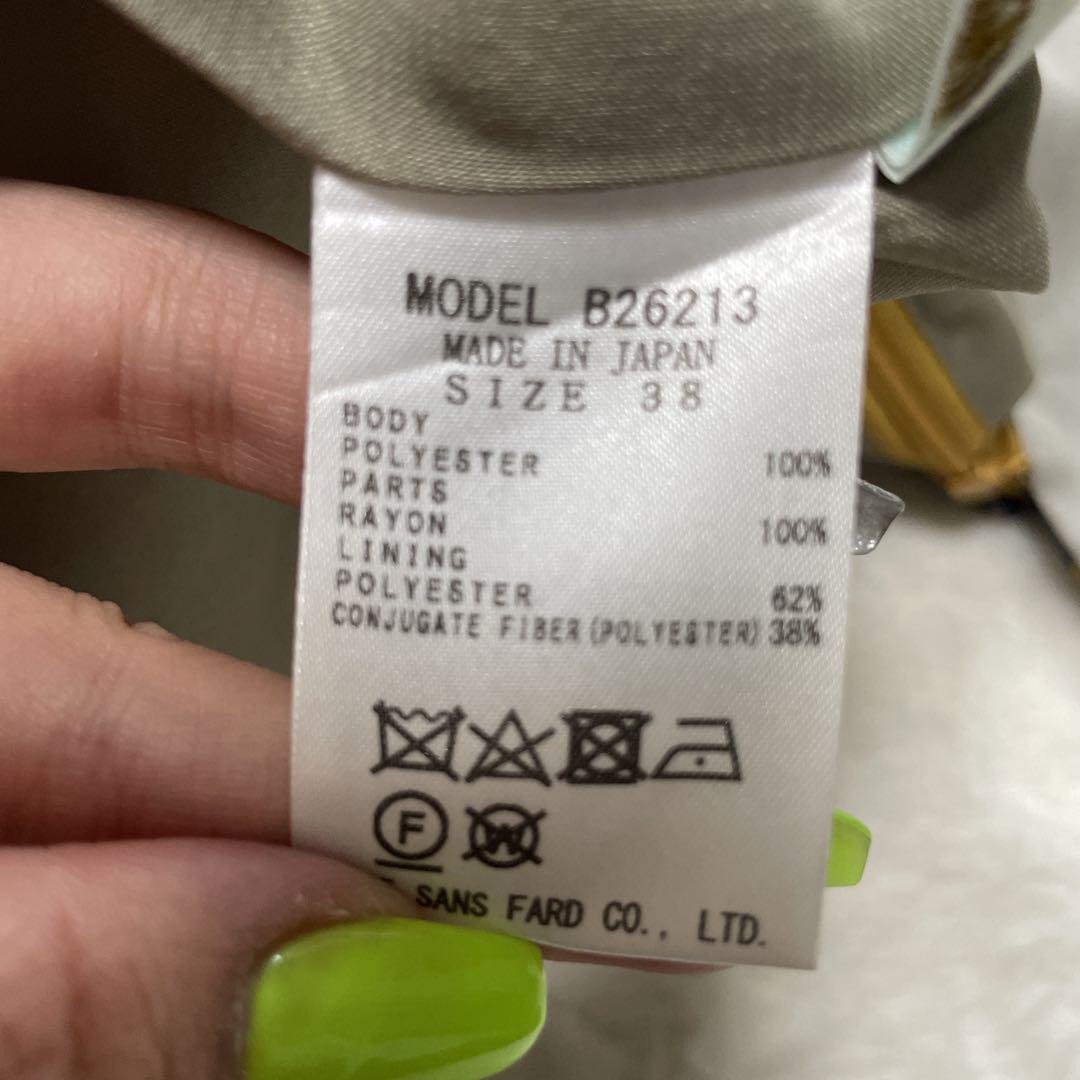 MODEL B26213
MADE IN JAPAN
SIZE 38
BODY
POLYESTER 100%
PARTS
RAYON 100%
LINING
POLYESTER 62%
CONJUGATE FIBER (POLYESTER) 38%
F W
SANS FARD CO., LTD.